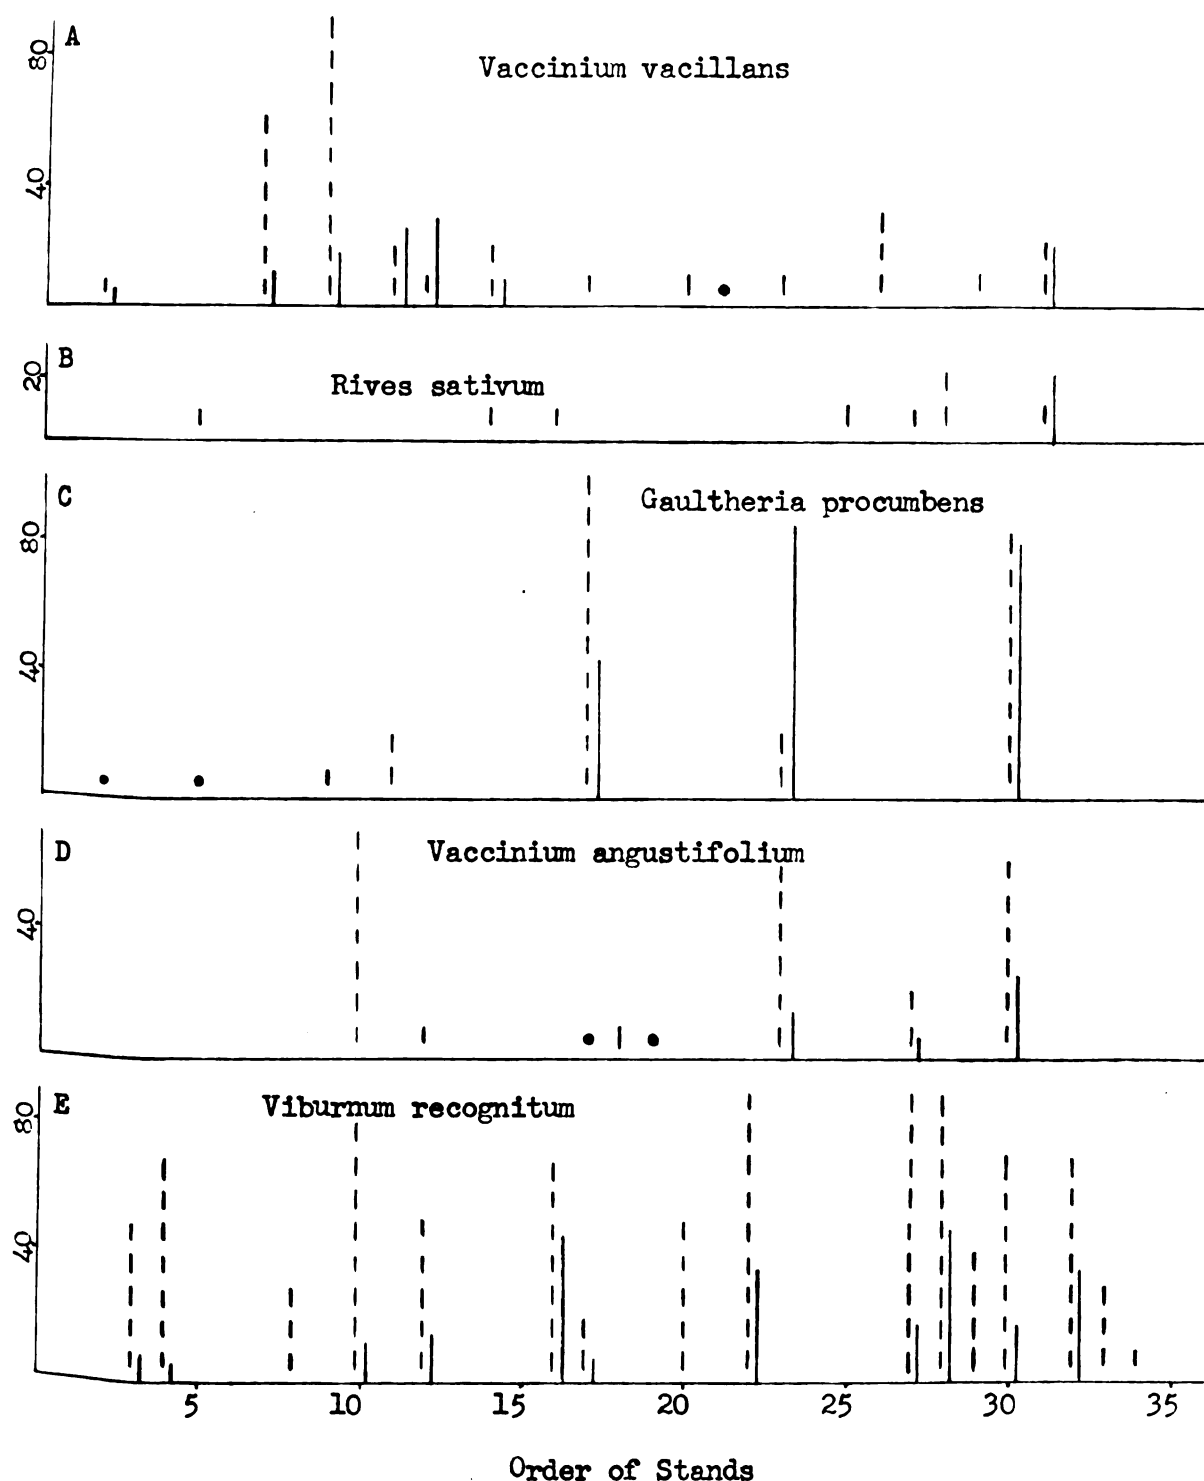 A
80
Vaccinium vacillans
40
B
20
Rives sativum
C
Gaultheria procumbens
80
40
D
Vaccinium angustifolium
40
E
Viburnum recognitum
80
40
5 10 15 20 25 30 35
Order of Stands